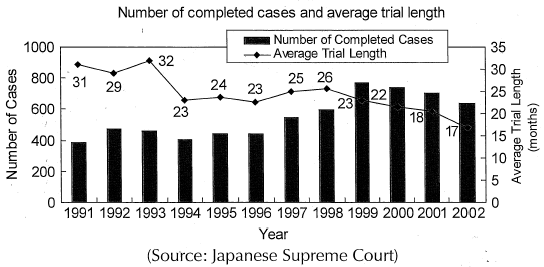 Number of completed cases and average trial length
Number of Completed Cases
Average Trial Length
Number of Cases
1000
800
600
400
200
0
31
29
32
23
24
23
25
26
23
22
18
17
35
30
25
20
15
10
5
0
Average Trial Length
(months)
1991 1992 1993 1994 1995 1996 1997 1998 1999 2000 2001 2002
Year
(Source: Japanese Supreme Court)